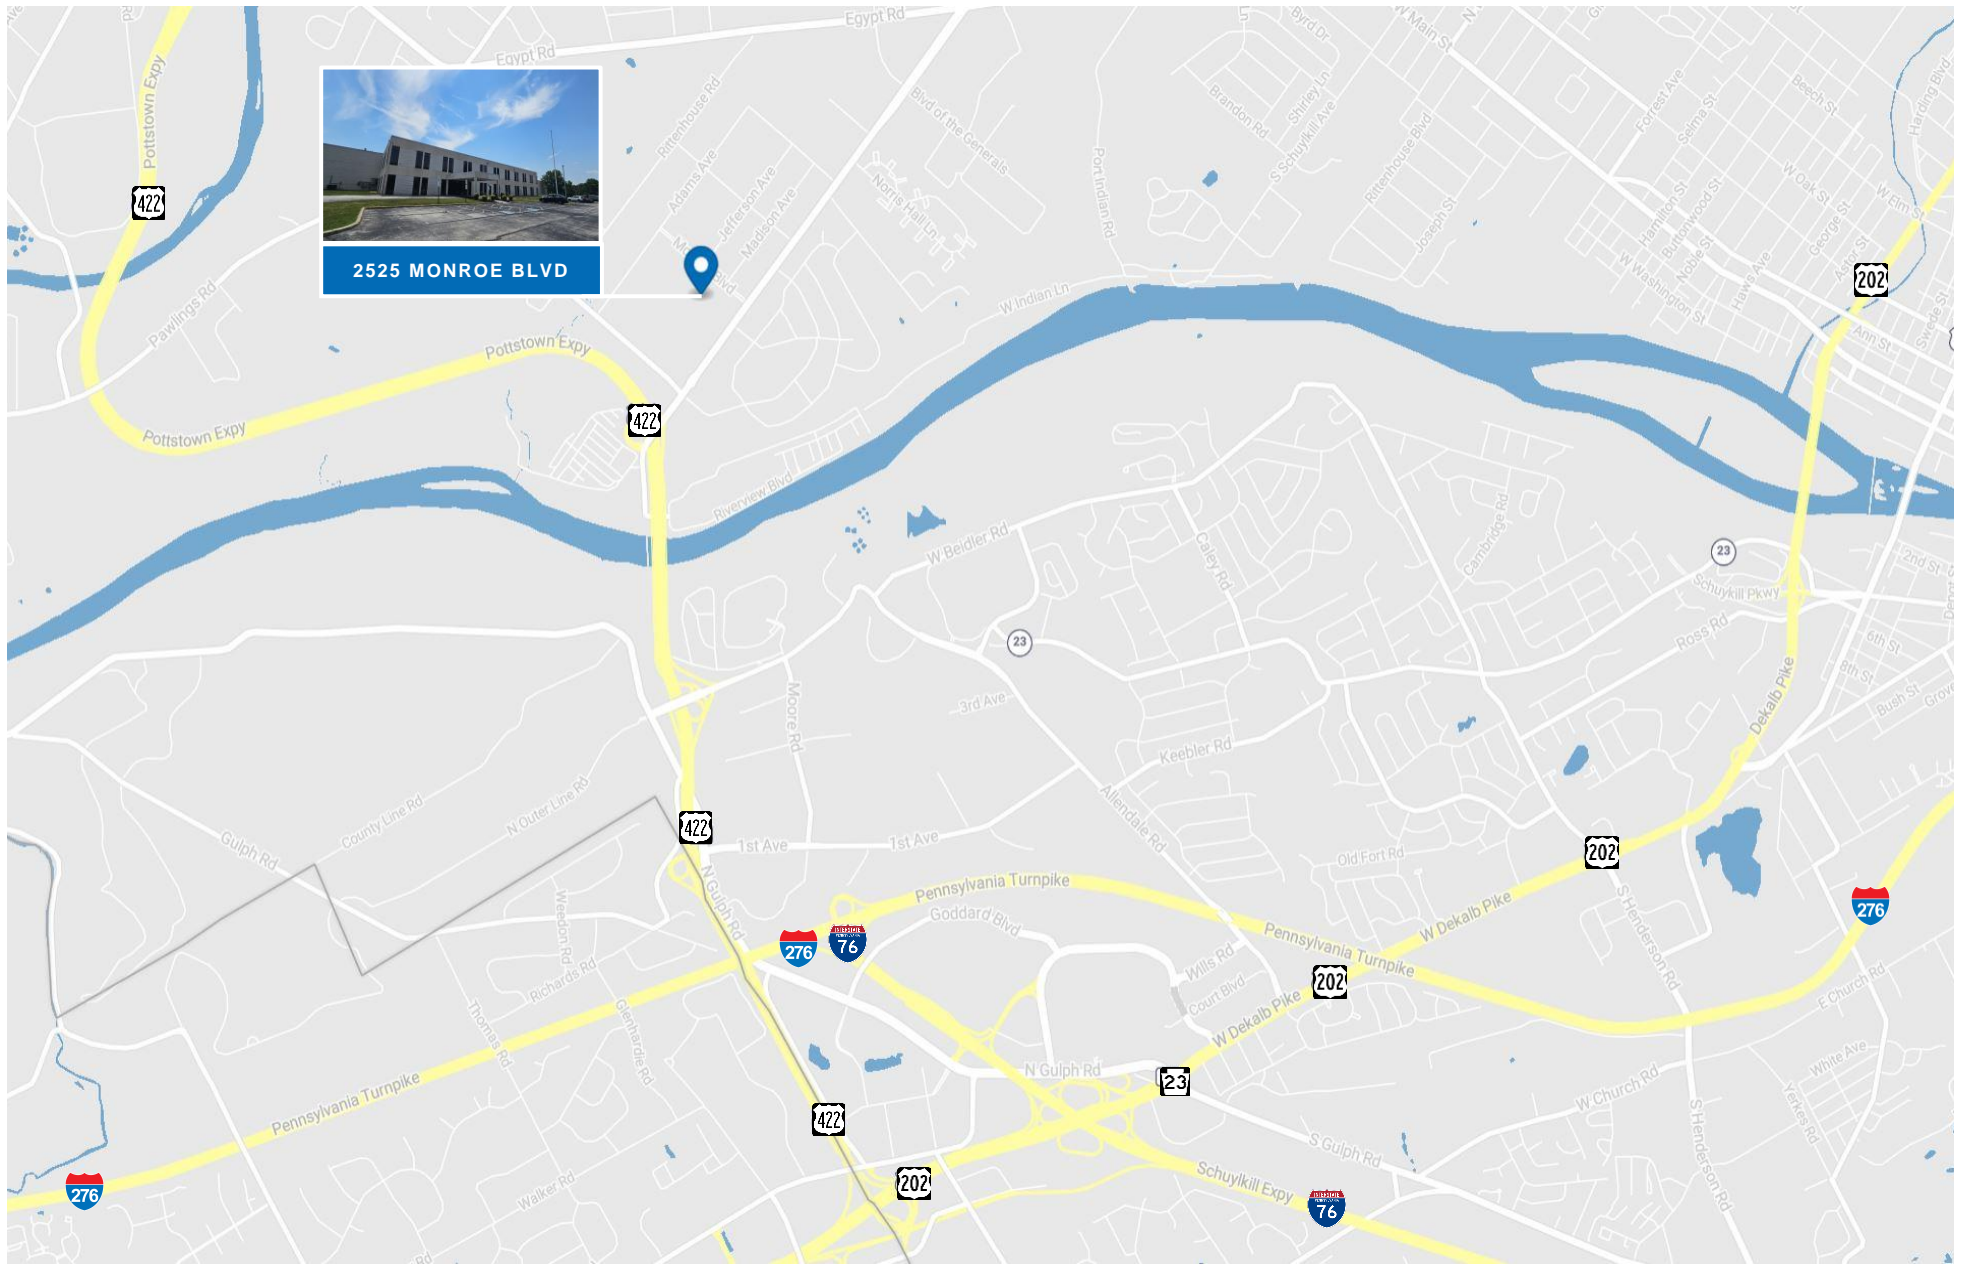 Egypt Rd
Egypt Rd
W Main St
Byrd Dr
Pottstown Expy
422
2525 MONROE BLVD
Rittenhouse Rd
Adams Ave
Jefferson Ave
Madison Ave
Blvd of the Generals
Norris Hall Ln
Port Indian Rd
Brandon Rd
Shirley Ln
S Schuylkill Ave
Rittenhouse Blvd
Joseph St
Forrest Ave
Selma St
Beech St
Harding Blvd
W Oak St
W Elm St
George St
Ash St
Hamilton St
Buttonwood St
Noble St
Haws Ave
W Washington St
202
Ann St
Swede St
Pawlings Rd
W Indian Ln
Pottstown Expy
Pottstown Expy
422
Riverview Blvd
W Beidler Rd
Caley Rd
Cambridge Rd
23
Schuykill Pkwy
2nd St
Ross Rd
6th St
8th St
Bush St
Grove
Dekalb Pike
23
3rd Ave
Moore Rd
Keebler Rd
Allendale Rd
County Line Rd
N Outer Line Rd
Gulph Rd
422
1st Ave
1st Ave
Old Fort Rd
202
N Gulph Rd
Pennsylvania Turnpike
Goddard Blvd
Weedon Rd
Richards Rd
276
INTERSTATE
76
Pennsylvania Turnpike
W Dekalb Pike
S Henderson Rd
276
Wills Rd
Court Blvd
202
W Dekalb Pike
E Church Rd
Thomas Rd
Glenhardie Rd
Pennsylvania Turnpike
N Gulph Rd
23
W Church Rd
White Ave
Yerkes Rd
422
S Gulph Rd
S Henderson Rd
276
Walker Rd
202
Schuylkill Expy
INTERSTATE
76
Rd